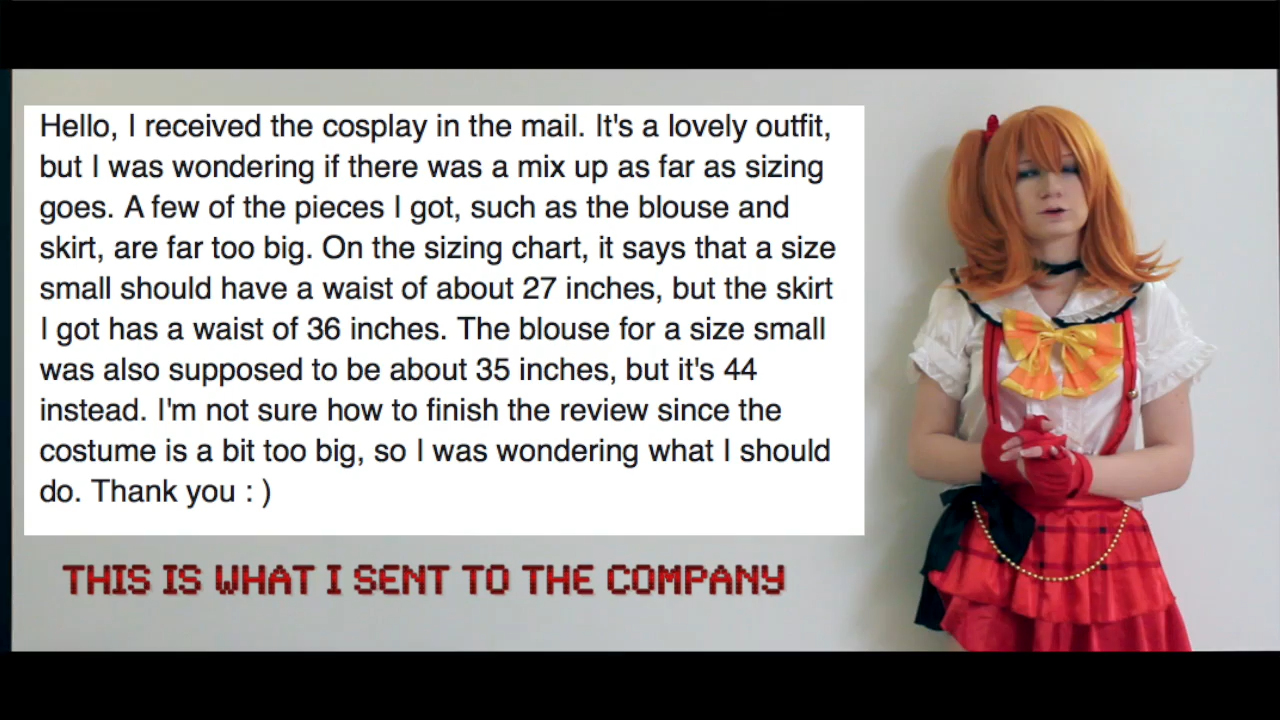 Hello, I received the cosplay in the mail. It's a lovely outfit,
but I was wondering if there was a mix up as far as sizing
goes. A few of the pieces I got, such as the blouse and
skirt, are far too big. On the sizing chart, it says that a size
small should have a waist of about 27 inches, but the skirt
I got has a waist of 36 inches. The blouse for a size small
was also supposed to be about 35 inches, but it's 44
instead. I'm not sure how to finish the review since the
costume is a bit too big, so I was wondering what I should
do. Thank you : )
THIS IS WHAT I SENT TO THE COMPANY